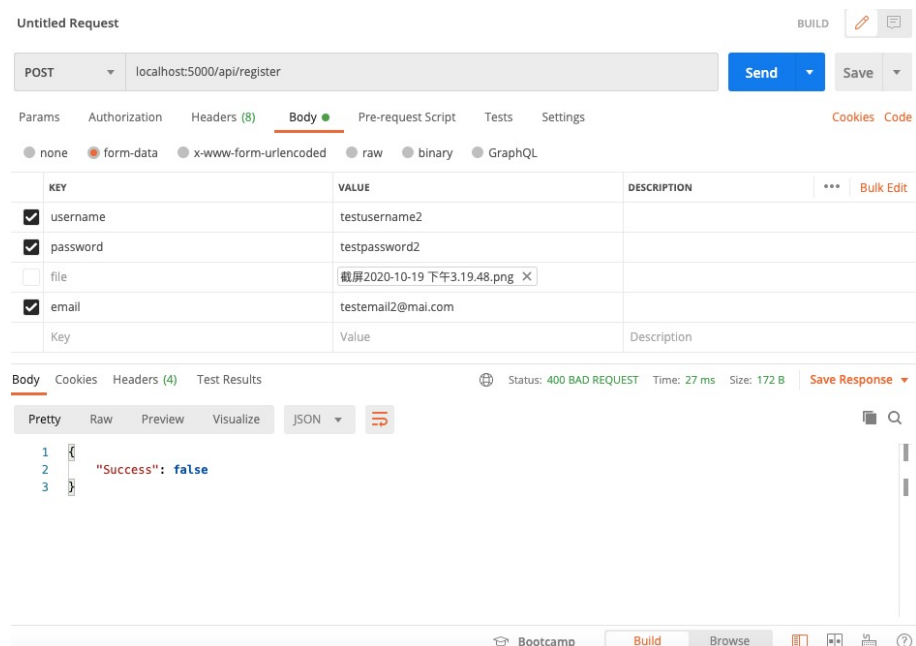 Untitled Request
BUILD
POST
localhost:5000/api/register
Send
Save
Params Authorization Headers (8) Body Pre-request Script Tests Settings Cookies Code
none form-data x-www-form-urlencoded raw binary GraphQL
KEY VALUE DESCRIPTION ••• Bulk Edit
username testusername2
password testpassword2
file 截屏2020-10-19 下午3.19.48.png ×
email testemail2@mai.com
Key Value Description
Body Cookies Headers (4) Test Results Status: 400 BAD REQUEST Time: 27 ms Size: 172 B Save Response
Pretty Raw Preview Visualize JSON
1 {
2 "Success": false
3 }
Bootcamp Build Browse ?